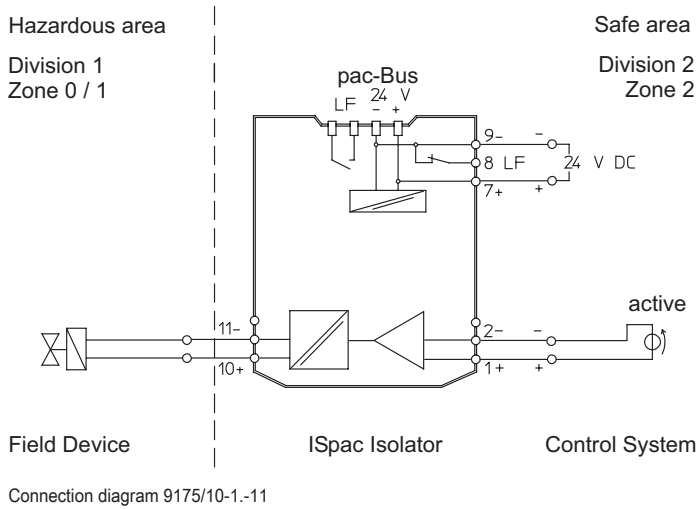 Hazardous area
Safe area
Division 1
Zone 0 / 1
Division 2
Zone 2
pac-Bus
LF 24 V
- +
9- -
8 LF 24 V DC
7+ +
active
11-
2- -
10+
1+ +
Field Device
ISpac Isolator
Control System
Connection diagram 9175/10-1.-11